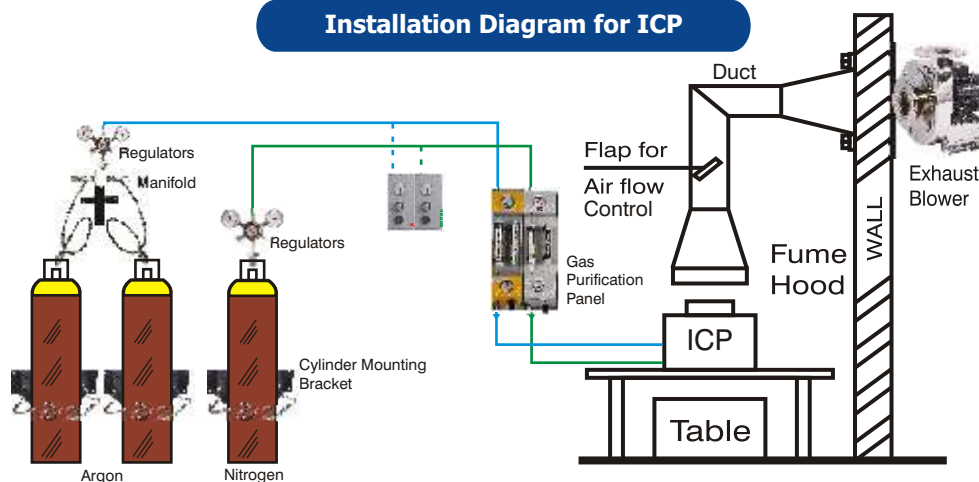 Installation Diagram for ICP
Duct
Regulators
Manifold
Flap for
Air flow
Control
Exhaust
Blower
Regulators
Gas
Purification
Panel
Fume
Hood
WALL
ICP
Cylinder Mounting
Bracket
Table
Argon
Nitrogen